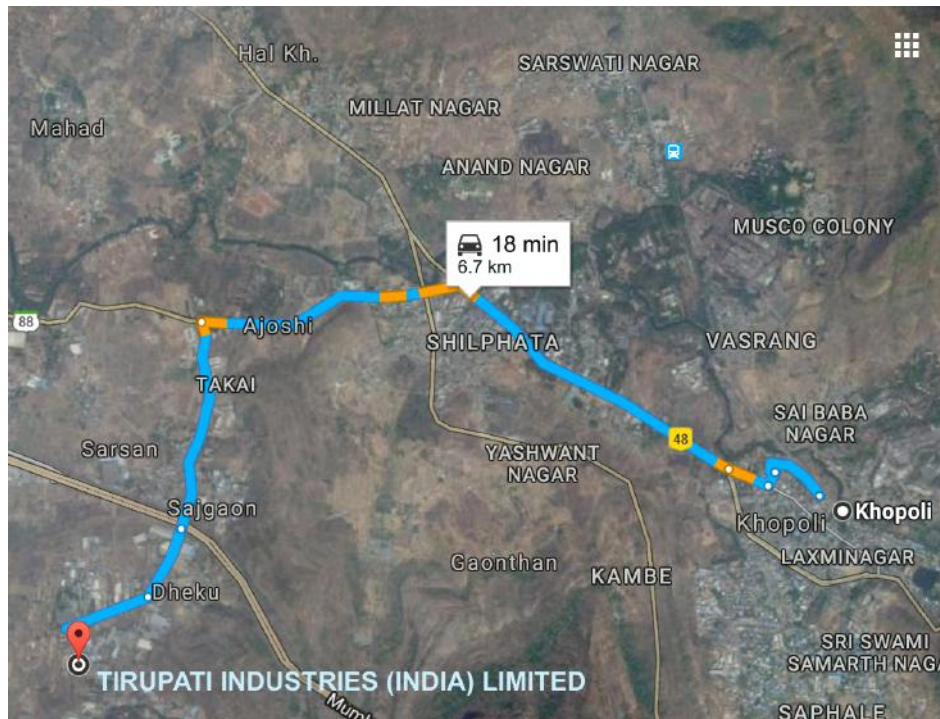 Hal Kh.
SARSWATI NAGAR
MILLAT NAGAR
Mahad
ANAND NAGAR
MUSCO COLONY
18 min
6.7 km
88
Ajoshi
SHILPHATA
VASRANG
TAKAI
SAI BABA
NAGAR
Sarsan
48
YASHWANT
NAGAR
Sajgaon
Khopoli
Khopoli
Gaonthan
LAXMINAGAR
KAMBE
Dheku
SRI SWAMI
SAMARTH NAGA
TIRUPATI INDUSTRIES (INDIA) LIMITED
Mum
SAPHALE